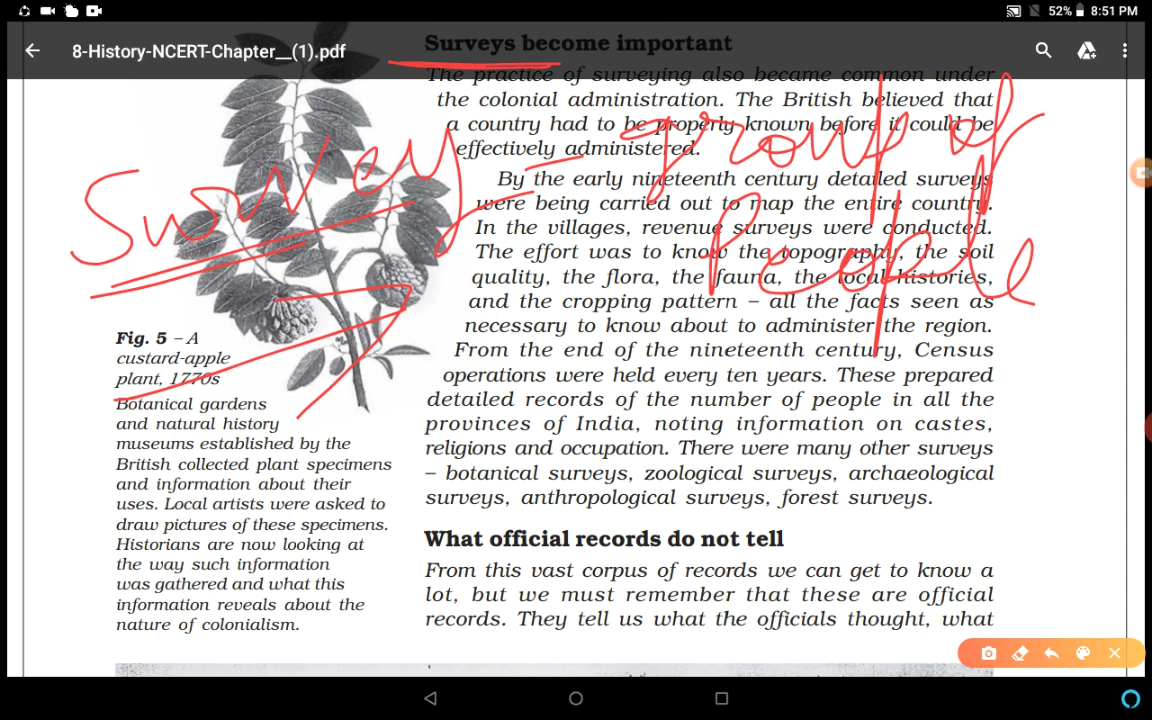 52% 8:51 PM
8-History-NCERT-Chapter__(1).pdf
Surveys become important
The practice of surveying also became common under
the colonial administration. The British believed that
a country had to be properly known before it could be
effectively administered.
By the early nineteenth century detailed surveys
were being carried out to map the entire country.
In the villages, revenue surveys were conducted.
The effort was to know the topography, the soil
quality, the flora, the fauna, the local histories,
and the cropping pattern – all the facts seen as
necessary to know about to administer the region.
From the end of the nineteenth century, Census
operations were held every ten years. These prepared
detailed records of the number of people in all the
provinces of India, noting information on castes,
religions and occupation. There were many other surveys
– botanical surveys, zoological surveys, archaeological
surveys, anthropological surveys, forest surveys.
Survey – group of
People
Fig. 5 – A
custard-apple
plant, 1770s
Botanical gardens
and natural history
museums established by the
British collected plant specimens
and information about their
uses. Local artists were asked to
draw pictures of these specimens.
Historians are now looking at
the way such information
was gathered and what this
information reveals about the
nature of colonialism.
What official records do not tell
From this vast corpus of records we can get to know a
lot, but we must remember that these are official
records. They tell us what the officials thought, what